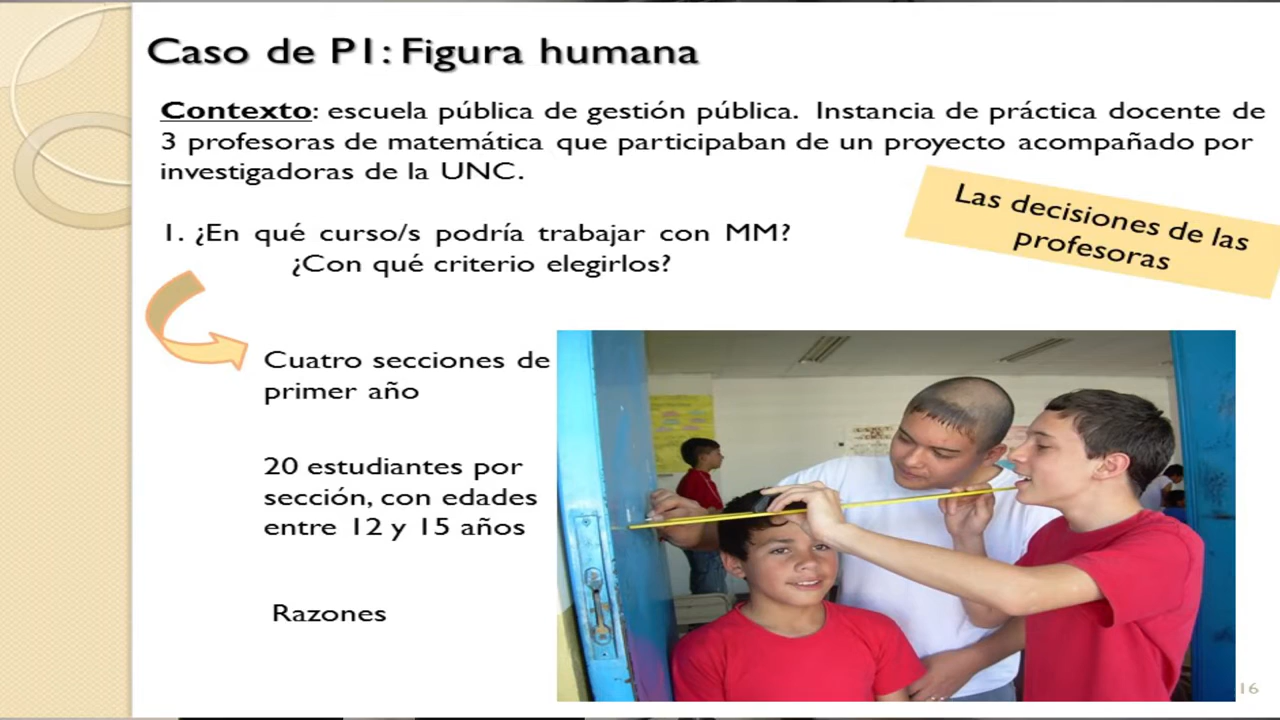 Caso de P1: Figura humana
Contexto: escuela pública de gestión pública. Instancia de práctica docente de
3 profesoras de matemática que participaban de un proyecto acompañado por
investigadoras de la UNC.
Las decisiones de las
profesoras
1. ¿En qué curso/s podría trabajar con MM?
¿Con qué criterio elegirlos?
Cuatro secciones de
primer año
20 estudiantes por
sección, con edades
entre 12 y 15 años
Razones
16